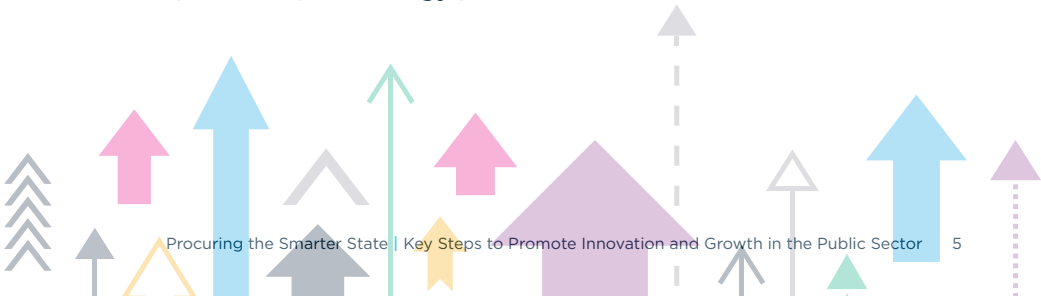 Procuring the Smarter State | Key Steps to Promote Innovation and Growth in the Public Sector 5